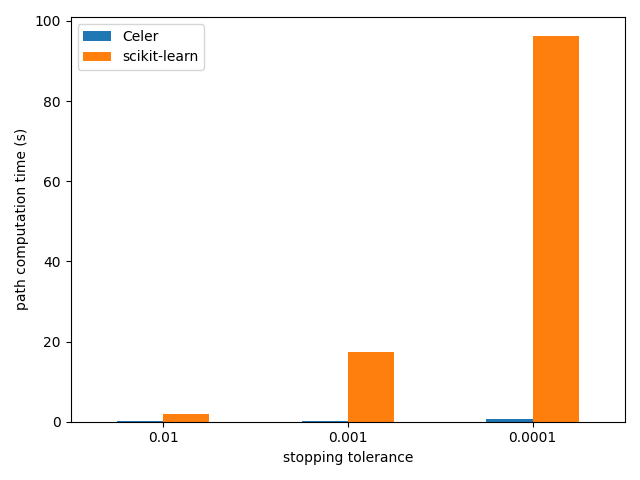 Celer
scikit-learn
path computation time (s)
100
80
60
40
20
0
0.01 0.001 0.0001
stopping tolerance